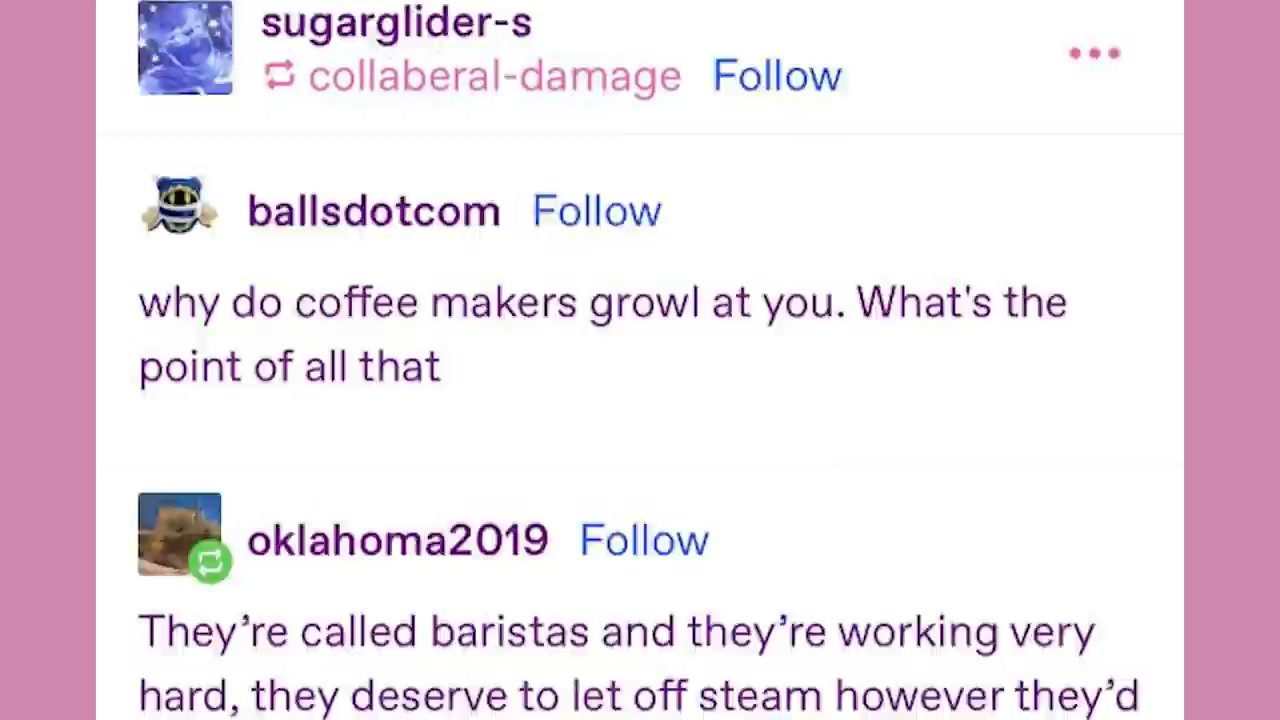 sugarglider-s
collaberal-damage Follow
ballsdotcom Follow
why do coffee makers growl at you. What's the
point of all that
oklahoma2019 Follow
They’re called baristas and they’re working very
hard, they deserve to let off steam however they’d